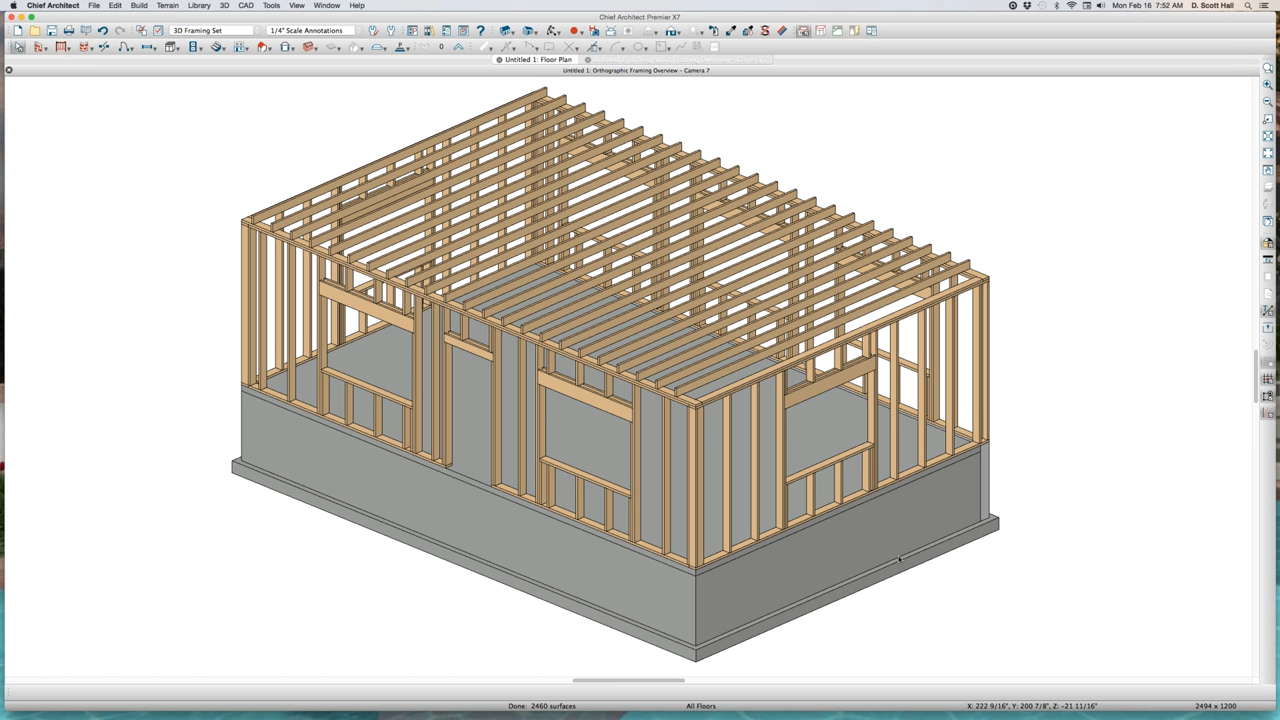 Chief Architect File Edit Build Terrain Library 3D CAD Tools View Window Help Mon Feb 16 7:52 AM D. Scott Hall
Chief Architect Premier X7
3D Framing Set 1/4" Scale Annotations
0
Untitled 1: Floor Plan
Untitled 1: Orthographic Framing Overview - Camera 7
Done: 2460 surfaces All Floors X: 222 9/16", Y: 200 7/8", Z: -21 11/16" 2494 x 1200